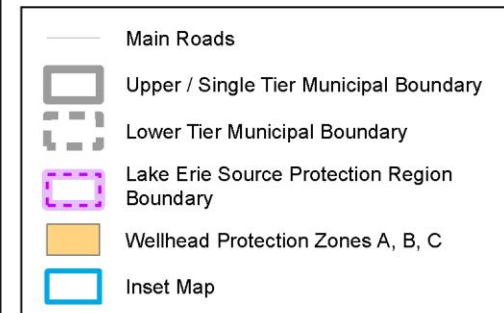 Main Roads
Upper / Single Tier Municipal Boundary
Lower Tier Municipal Boundary
Lake Erie Source Protection Region
Boundary
Wellhead Protection Zones A, B, C
Inset Map